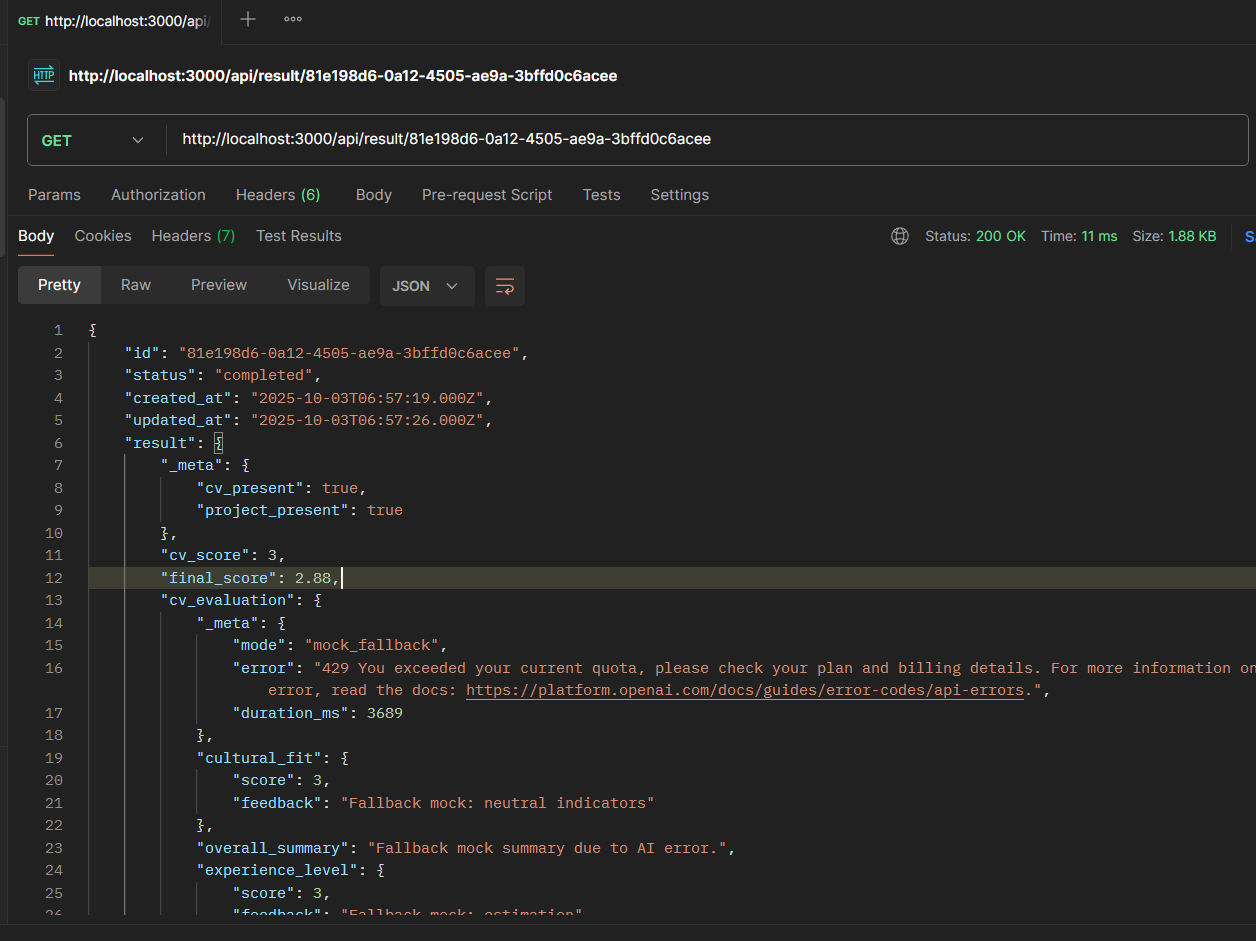 GET http://localhost:3000/api/
HTTP http://localhost:3000/api/result/81e198d6-0a12-4505-ae9a-3bffd0c6acee
GET http://localhost:3000/api/result/81e198d6-0a12-4505-ae9a-3bffd0c6acee
Params Authorization Headers (6) Body Pre-request Script Tests Settings
Body Cookies Headers (7) Test Results Status: 200 OK Time: 11 ms Size: 1.88 KB
Pretty Raw Preview Visualize JSON
1 {
2 "id": "81e198d6-0a12-4505-ae9a-3bffd0c6acee",
3 "status": "completed",
4 "created_at": "2025-10-03T06:57:19.000Z",
5 "updated_at": "2025-10-03T06:57:26.000Z",
6 "result": {
7 "_meta": {
8 "cv_present": true,
9 "project_present": true
10 },
11 "cv_score": 3,
12 "final_score": 2.88,
13 "cv_evaluation": {
14 "_meta": {
15 "mode": "mock_fallback",
16 "error": "429 You exceeded your current quota, please check your plan and billing details. For more information on
error, read the docs: https://platform.openai.com/docs/guides/error-codes/api-errors.",
17 "duration_ms": 3689
18 },
19 "cultural_fit": {
20 "score": 3,
21 "feedback": "Fallback mock: neutral indicators"
22 },
23 "overall_summary": "Fallback mock summary due to AI error.",
24 "experience_level": {
25 "score": 3,
26 "feedback": "Fallback mock: estimation"